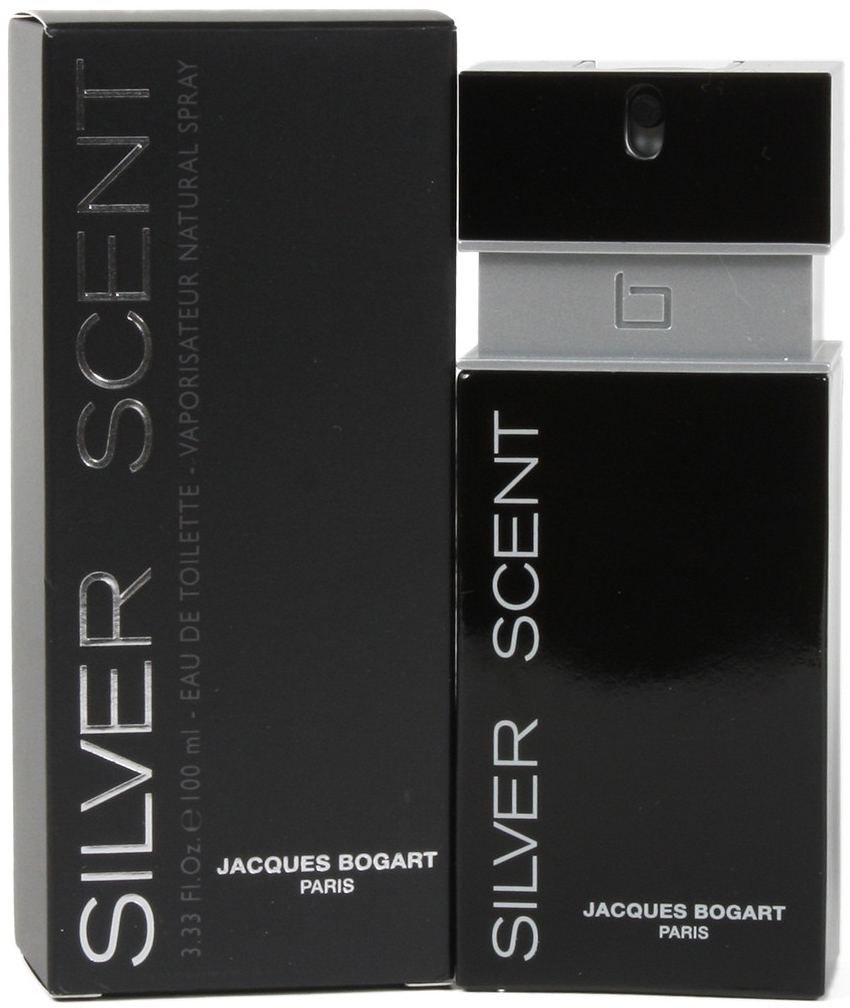 SILVER SCENT
3.33 Fl.Oz. ℮ 100 ml - EAU DE TOILETTE - VAPORISATEUR NATURAL SPRAY
JACQUES BOGART
PARIS
b
SILVER SCENT
JACQUES BOGART
PARIS